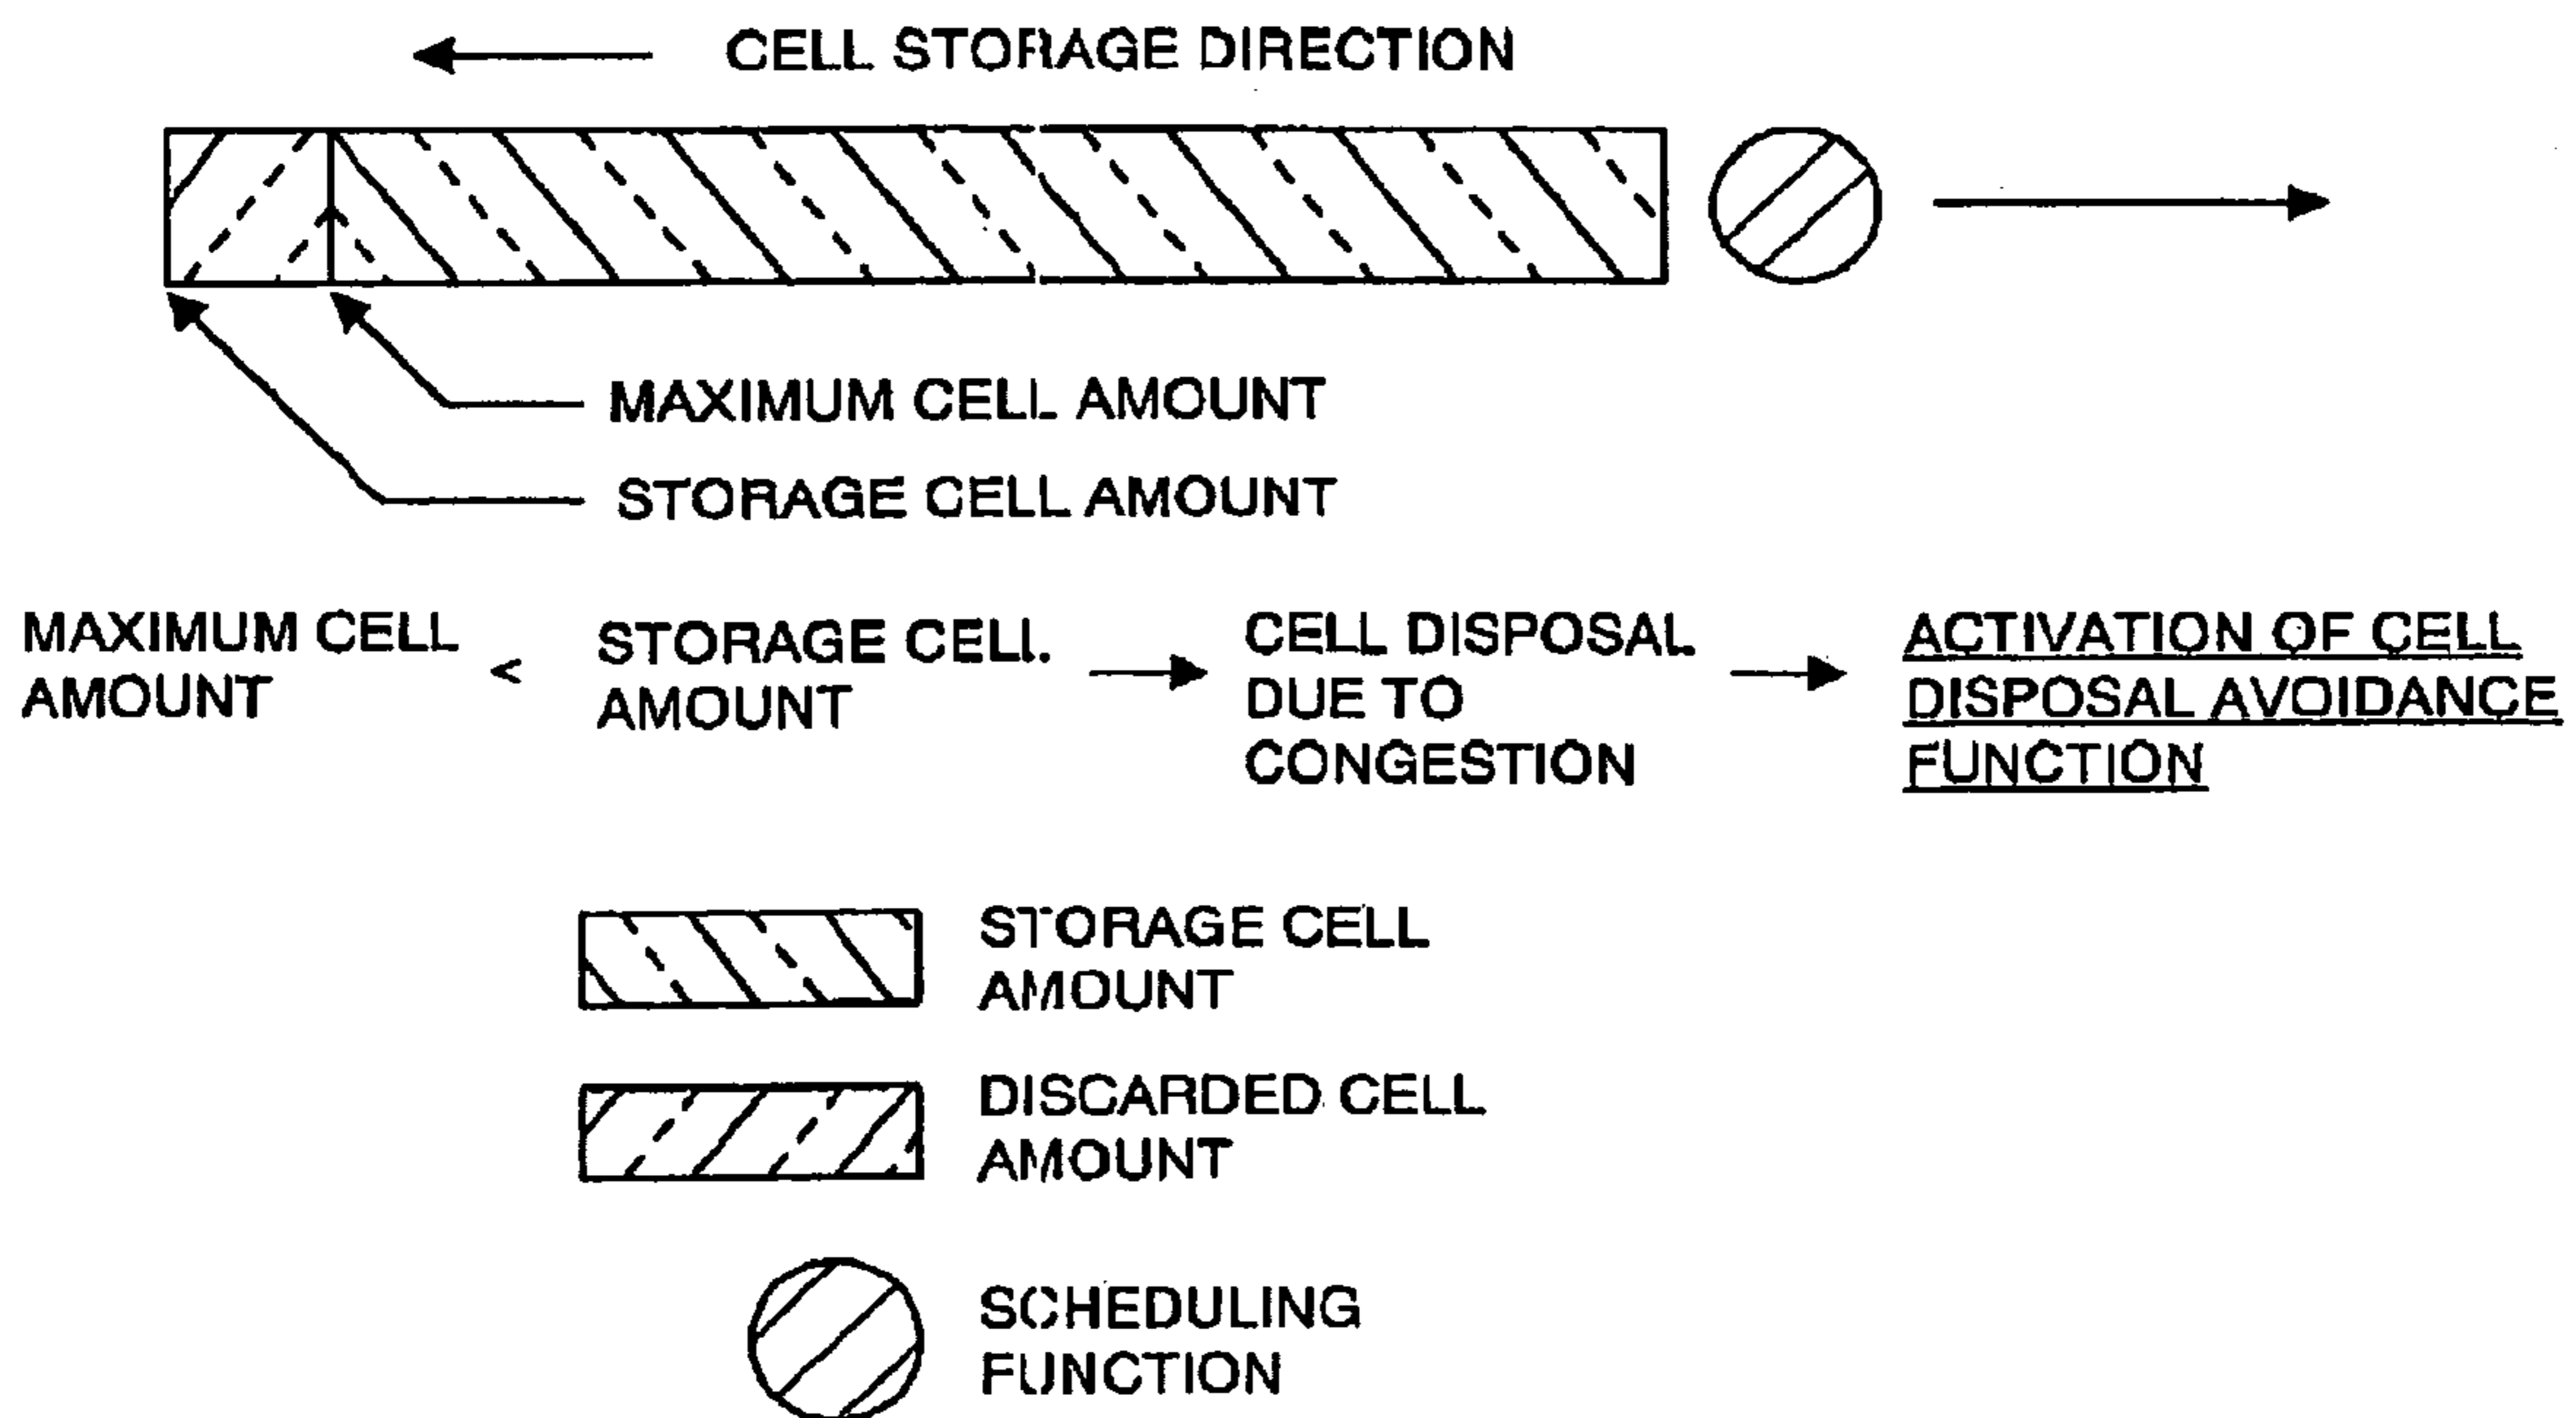 CELL STORAGE DIRECTION
MAXIMUM CELL AMOUNT
STORAGE CELL AMOUNT
MAXIMUM CELL
AMOUNT
<
STORAGE CELL
AMOUNT
CELL DISPOSAL
DUE TO
CONGESTION
ACTIVATION OF CELL
DISPOSAL AVOIDANCE
FUNCTION
STORAGE CELL
AMOUNT
DISCARDED CELL
AMOUNT
SCHEDULING
FUNCTION